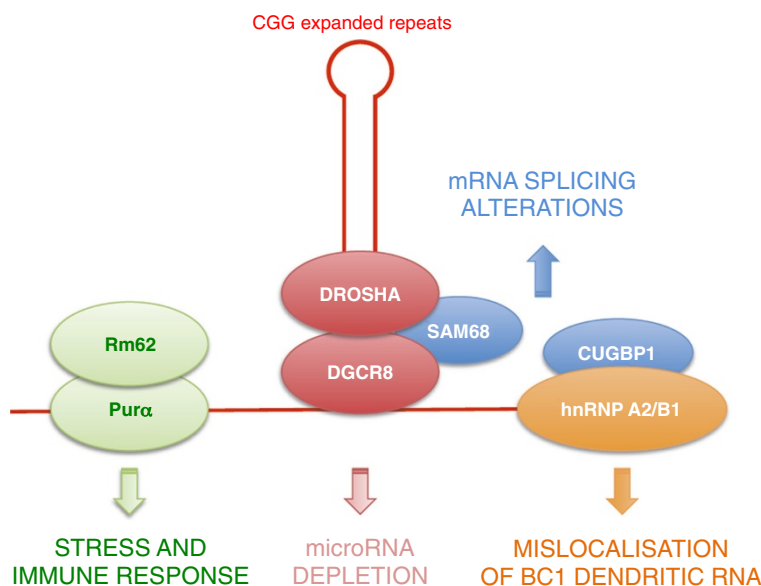 CGG expanded repeats
mRNA SPLICING
ALTERATIONS
DROSHA
SAM68
Rm62
CUGBP1
DGCR8
Purα
hnRNP A2/B1
STRESS AND
IMMUNE RESPONSE
microRNA
DEPLETION
MISLOCALISATION
OF BC1 DENDRITIC RNA